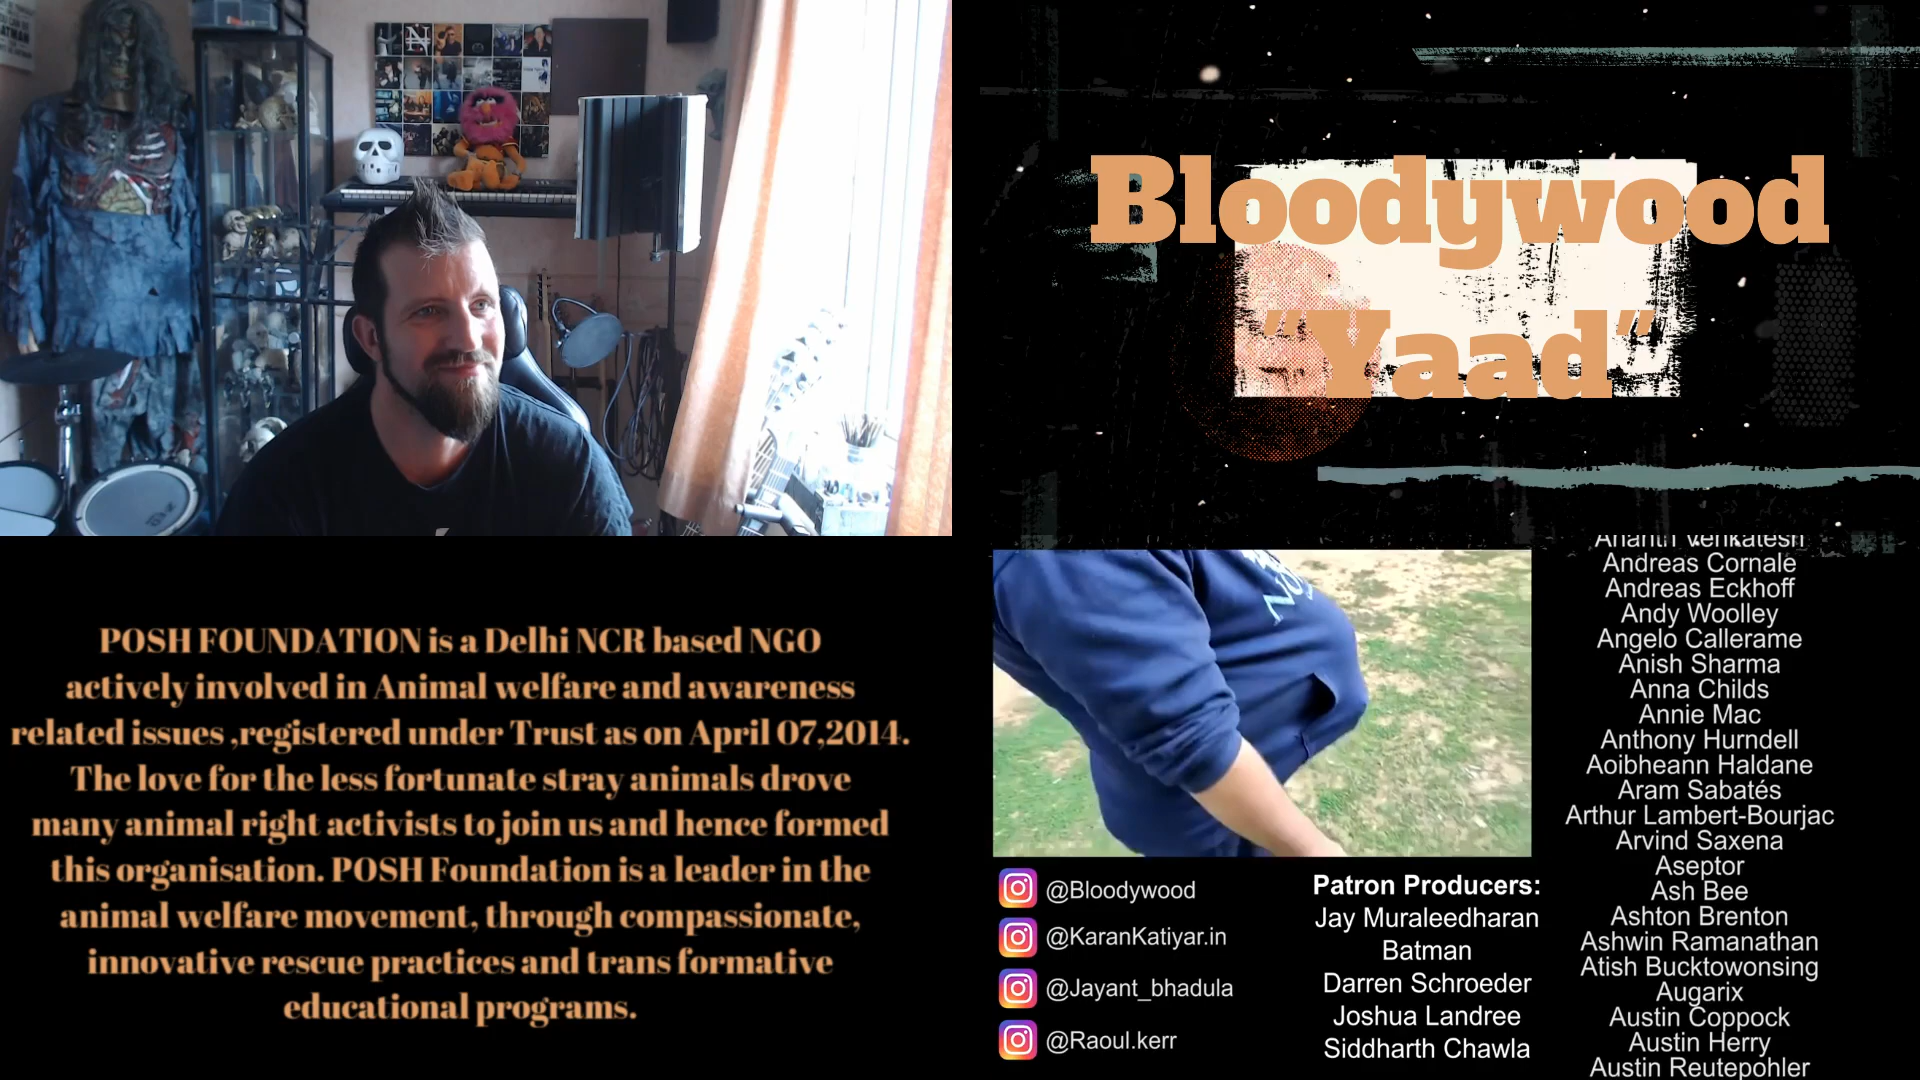 Bloodywood
"Yaad"
POSH FOUNDATION is a Delhi NCR based NGO
actively involved in Animal welfare and awareness
related issues ,registered under Trust as on April 07,2014.
The love for the less fortunate stray animals drove
many animal right activists to join us and hence formed
this organisation. POSH Foundation is a leader in the
animal welfare movement, through compassionate,
innovative rescue practices and trans formative
educational programs.
@Bloodywood
@KaranKatiyar.in
@Jayant_bhadula
@Raoul.kerr
Patron Producers:
Jay Muraleedharan
Batman
Darren Schroeder
Joshua Landree
Siddharth Chawla
Ananth Venkatesh
Andreas Cornale
Andreas Eckhoff
Andy Woolley
Angelo Callerame
Anish Sharma
Anna Childs
Annie Mac
Anthony Hurndell
Aoibheann Haldane
Aram Sabatés
Arthur Lambert-Bourjac
Arvind Saxena
Aseptor
Ash Bee
Ashton Brenton
Ashwin Ramanathan
Atish Bucktowonsing
Augarix
Austin Coppock
Austin Herry
Austin Reutepohler